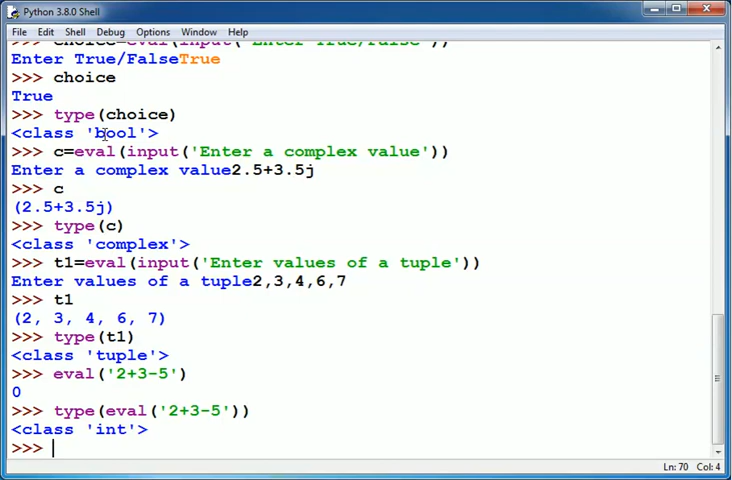 Python 3.8.0 Shell
File Edit Shell Debug Options Window Help
>>> choice=eval(input('Enter True/False'))
Enter True/FalseTrue
>>> choice
True
>>> type(choice)
<class 'bool'>
>>> c=eval(input('Enter a complex value'))
Enter a complex value2.5+3.5j
>>> c
(2.5+3.5j)
>>> type(c)
<class 'complex'>
>>> t1=eval(input('Enter values of a tuple'))
Enter values of a tuple2,3,4,6,7
>>> t1
(2, 3, 4, 6, 7)
>>> type(t1)
<class 'tuple'>
>>> eval('2+3-5')
0
>>> type(eval('2+3-5'))
<class 'int'>
>>>
Ln: 70 Col: 4